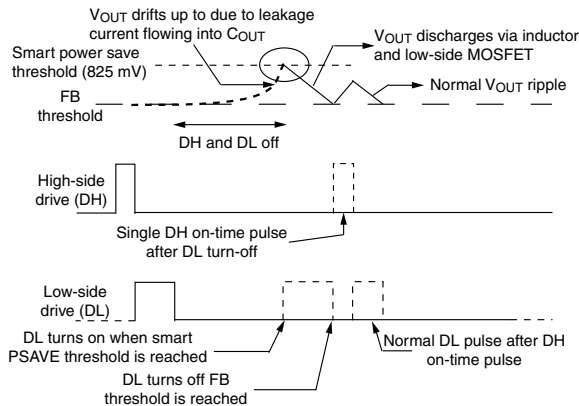 VOUT drifts up to due to leakage
current flowing into COUT
Smart power save
threshold (825 mV)
FB
threshold
VOUT discharges via inductor
and low-side MOSFET
Normal VOUT ripple
DH and DL off
High-side
drive (DH)
Single DH on-time pulse
after DL turn-off
Low-side
drive (DL)
DL turns on when smart
PSAVE threshold is reached
DL turns off FB
threshold is reached
Normal DL pulse after DH
on-time pulse